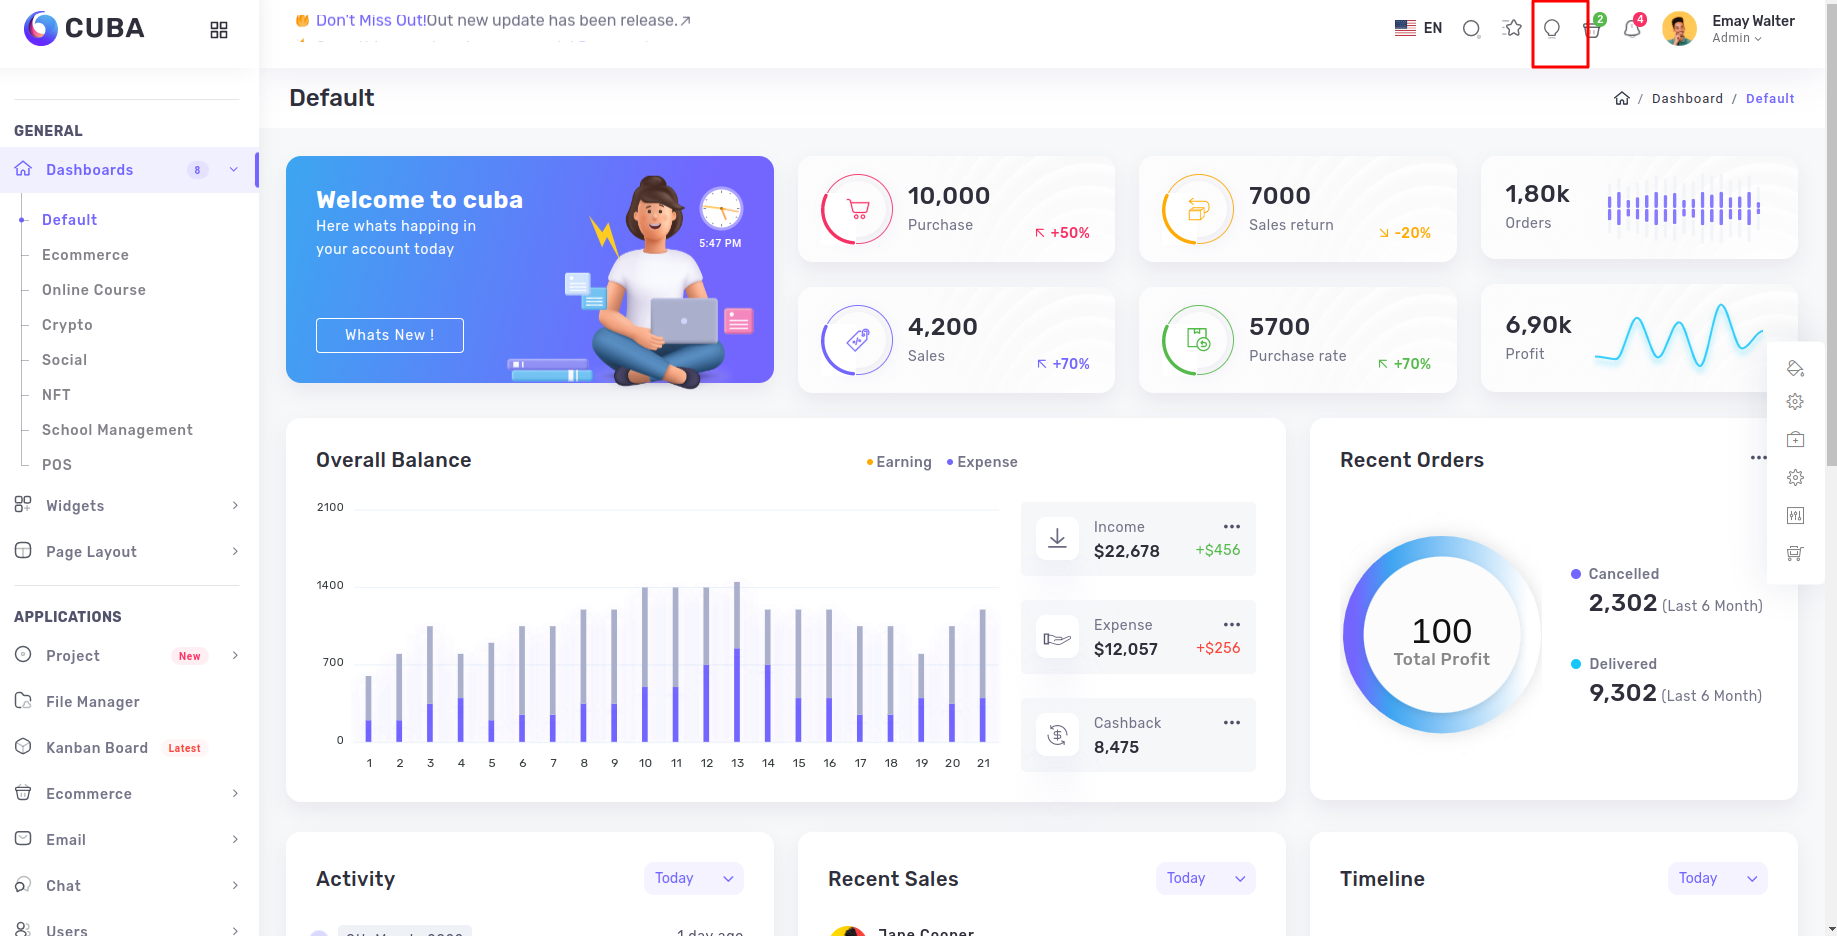 CUBA
Don't Miss Out!Out new update has been release.
EN
2
4
Emay Walter
Admin
Default
/ Dashboard / Default
GENERAL
Dashboards 8
Default
Ecommerce
Online Course
Crypto
Social
NFT
School Management
POS
Widgets
Page Layout
APPLICATIONS
Project New
File Manager
Kanban Board Latest
Ecommerce
Email
Chat
Users
Welcome to cuba
Here whats happing in
your account today
Whats New !
5:47 PM
10,000
Purchase
+50%
7000
Sales return
-20%
1,80k
Orders
4,200
Sales
+70%
5700
Purchase rate
+70%
6,90k
Profit
Overall Balance
Earning Expense
2100
1400
700
0
1 2 3 4 5 6 7 8 9 10 11 12 13 14 15 16 17 18 19 20 21
Income
$22,678 +$456
Expense
$12,057 +$256
Cashback
8,475
Recent Orders
100
Total Profit
Cancelled
2,302 (Last 6 Month)
Delivered
9,302 (Last 6 Month)
Activity Today
1 day ago
Recent Sales Today
Jane Cooper
Timeline Today